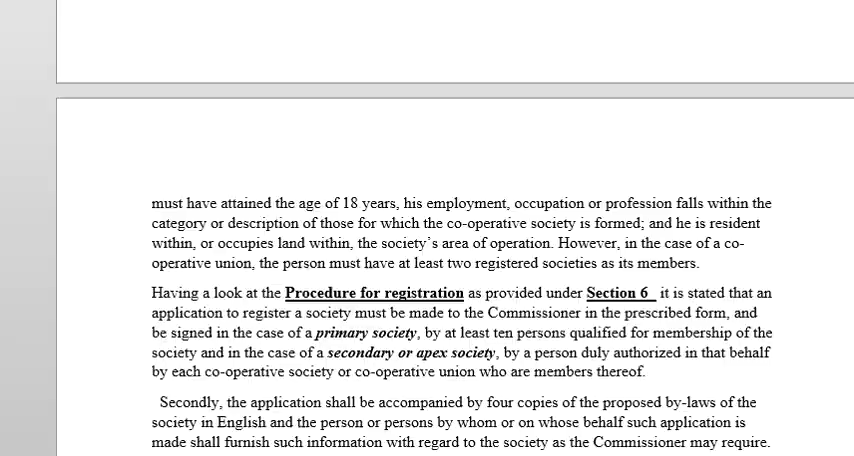 must have attained the age of 18 years, his employment, occupation or profession falls within the
category or description of those for which the co-operative society is formed; and he is resident
within, or occupies land within, the society's area of operation. However, in the case of a co-
operative union, the person must have at least two registered societies as its members.
Having a look at the Procedure for registration as provided under Section 6 it is stated that an
application to register a society must be made to the Commissioner in the prescribed form, and
be signed in the case of a primary society, by at least ten persons qualified for membership of the
society and in the case of a secondary or apex society, by a person duly authorized in that behalf
by each co-operative society or co-operative union who are members thereof.
Secondly, the application shall be accompanied by four copies of the proposed by-laws of the
society in English and the person or persons by whom or on whose behalf such application is
made shall furnish such information with regard to the society as the Commissioner may require.